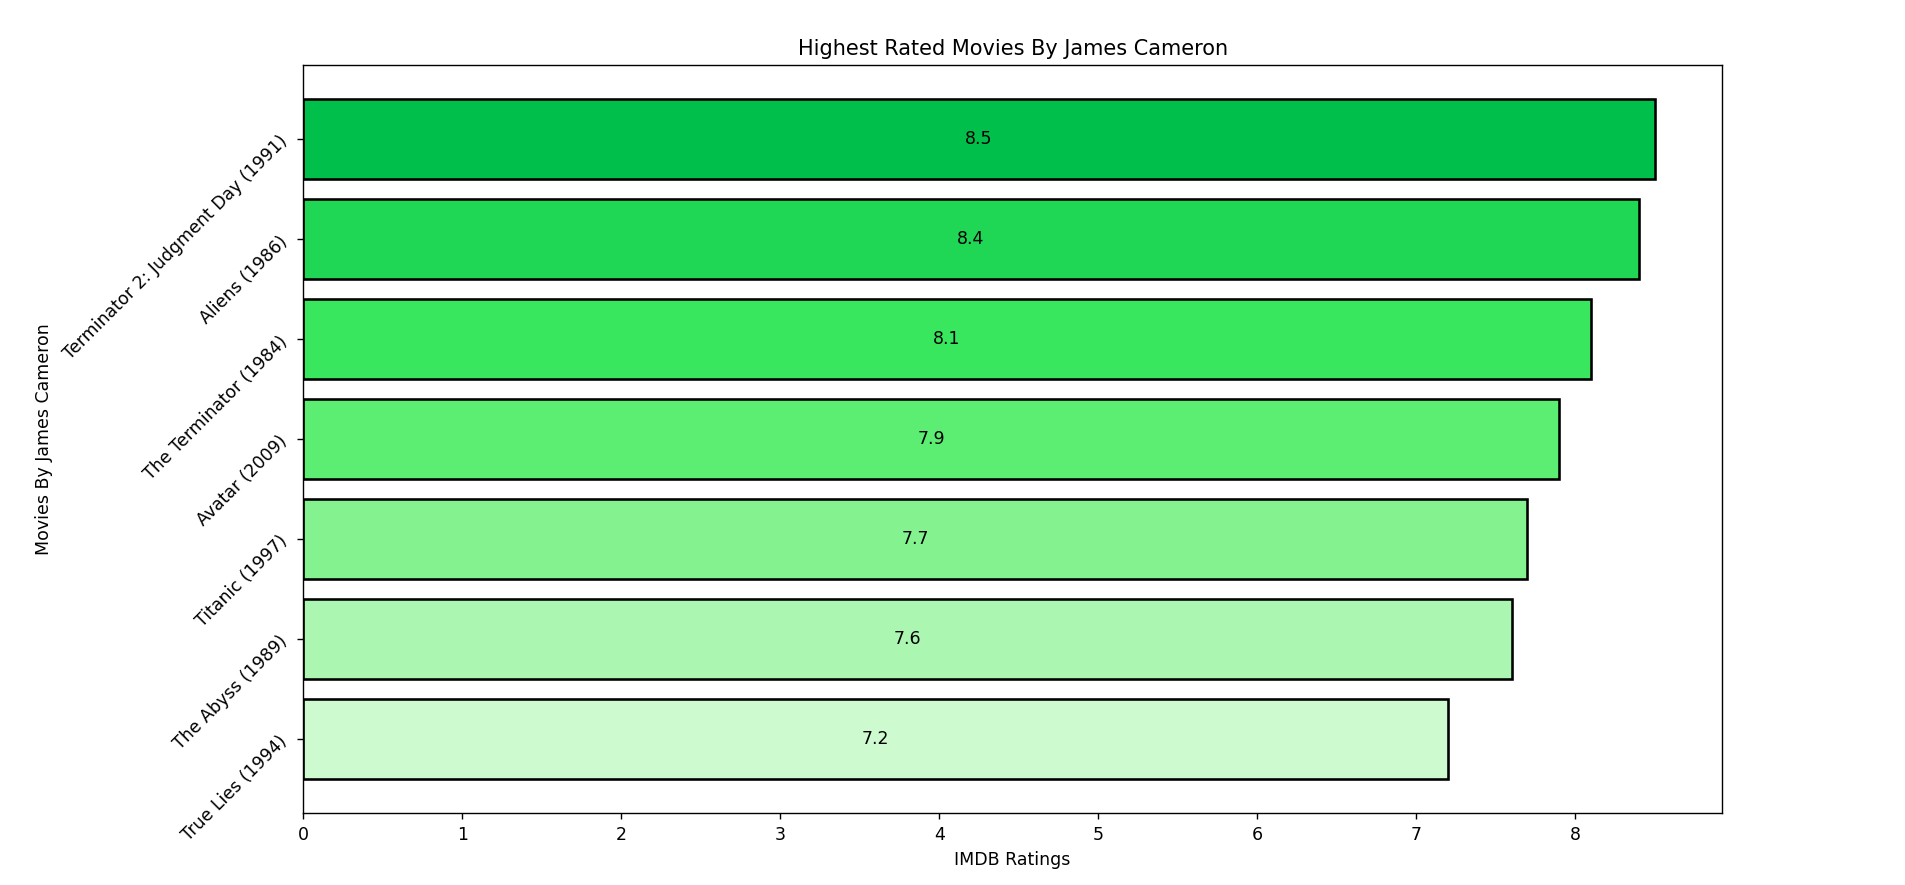 Highest Rated Movies By James Cameron
Movies By James Cameron
Terminator 2: Judgment Day (1991)
8.5
Aliens (1986)
8.4
The Terminator (1984)
8.1
Avatar (2009)
7.9
Titanic (1997)
7.7
The Abyss (1989)
7.6
True Lies (1994)
7.2
0 1 2 3 4 5 6 7 8
IMDB Ratings